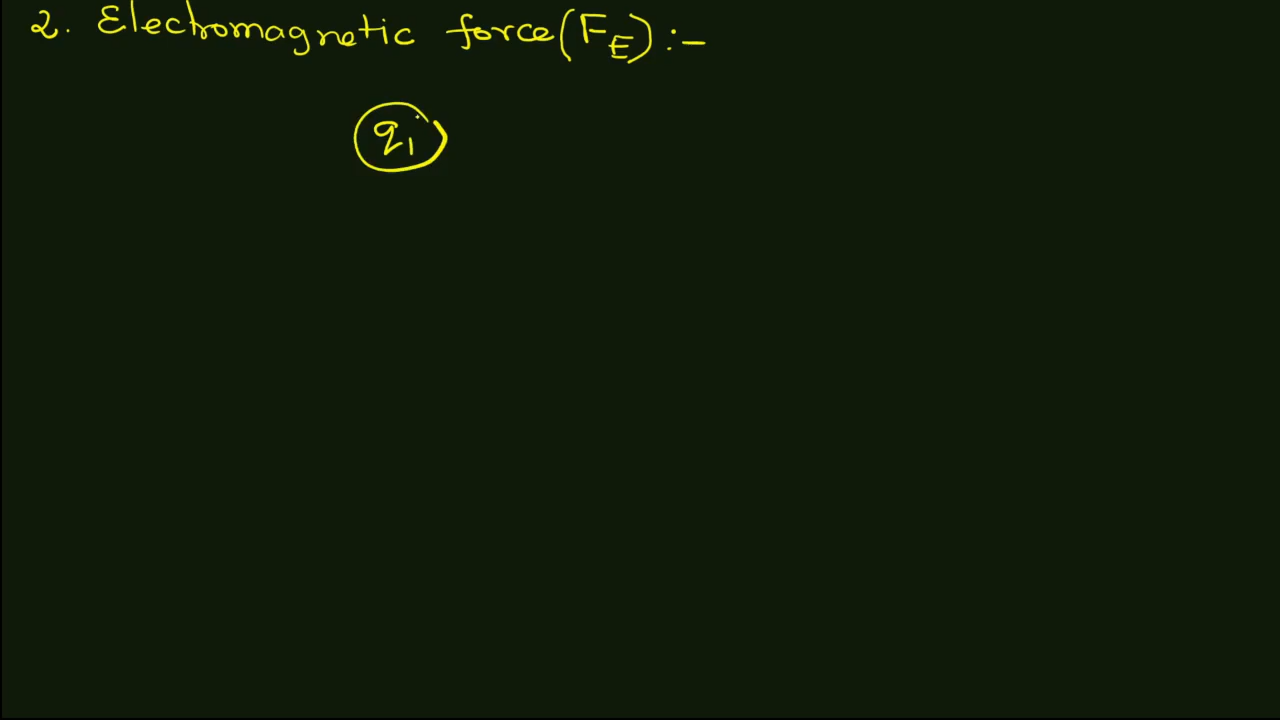 2. Electromagnetic force (F_E) :-
q₁